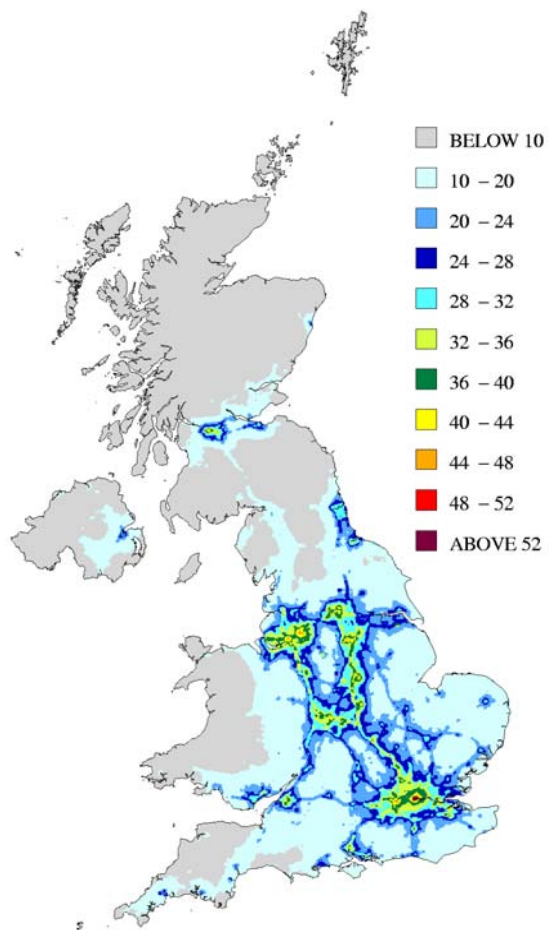 BELOW 10
10 – 20
20 – 24
24 – 28
28 – 32
32 – 36
36 – 40
40 – 44
44 – 48
48 – 52
ABOVE 52